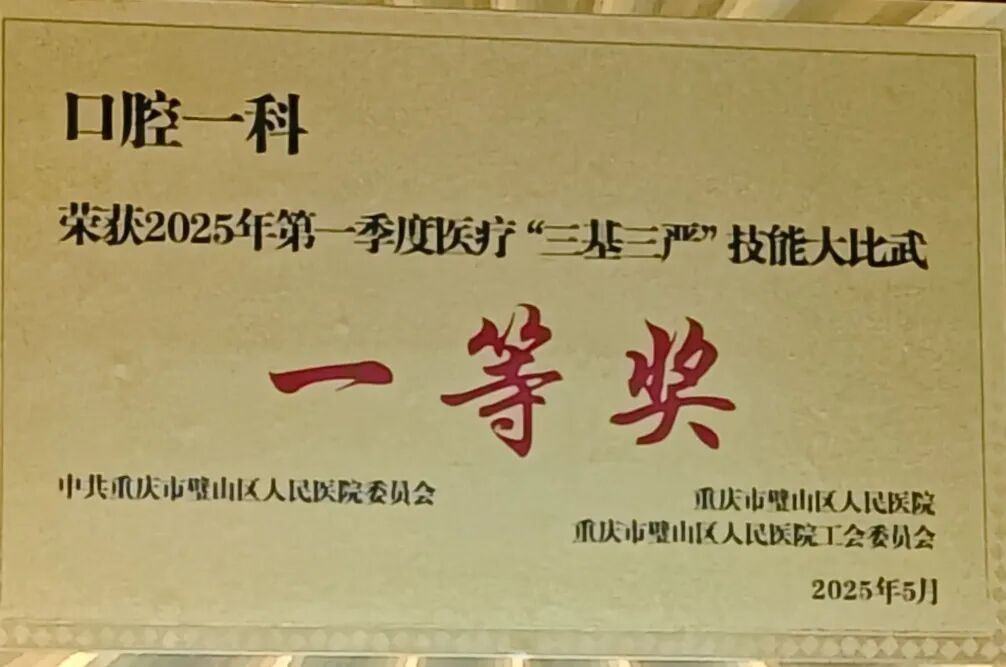 口腔一科
荣获2025年第一季度医疗“三基三严”技能大比武
一等奖
中共重庆市璧山区人民医院委员会
重庆市璧山区人民医院
重庆市璧山区人民医院工会委员会
2025年5月